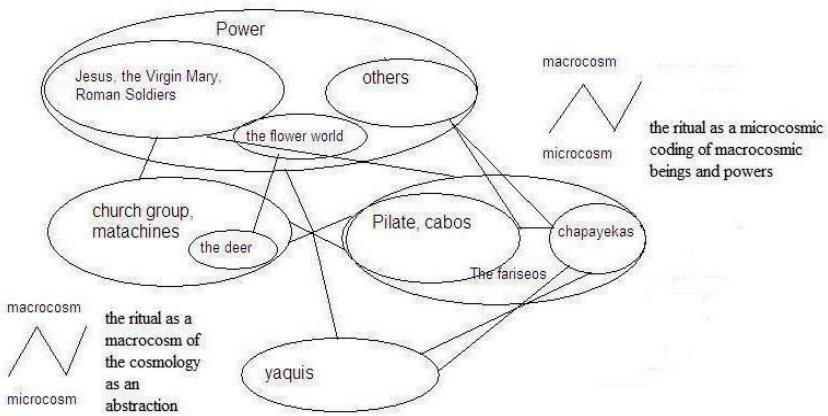 Power
Jesus, the Virgin Mary,
Roman Soldiers
others
the flower world
macrocosm
microcosm
the ritual as a microcosmic
coding of macrocosmic
beings and powers
church group,
matachines
the deer
Pilate, cabos
chapayekas
The fariseos
macrocosm
microcosm
the ritual as a
macrocosm of
the cosmology
as an
abstraction
yaquis